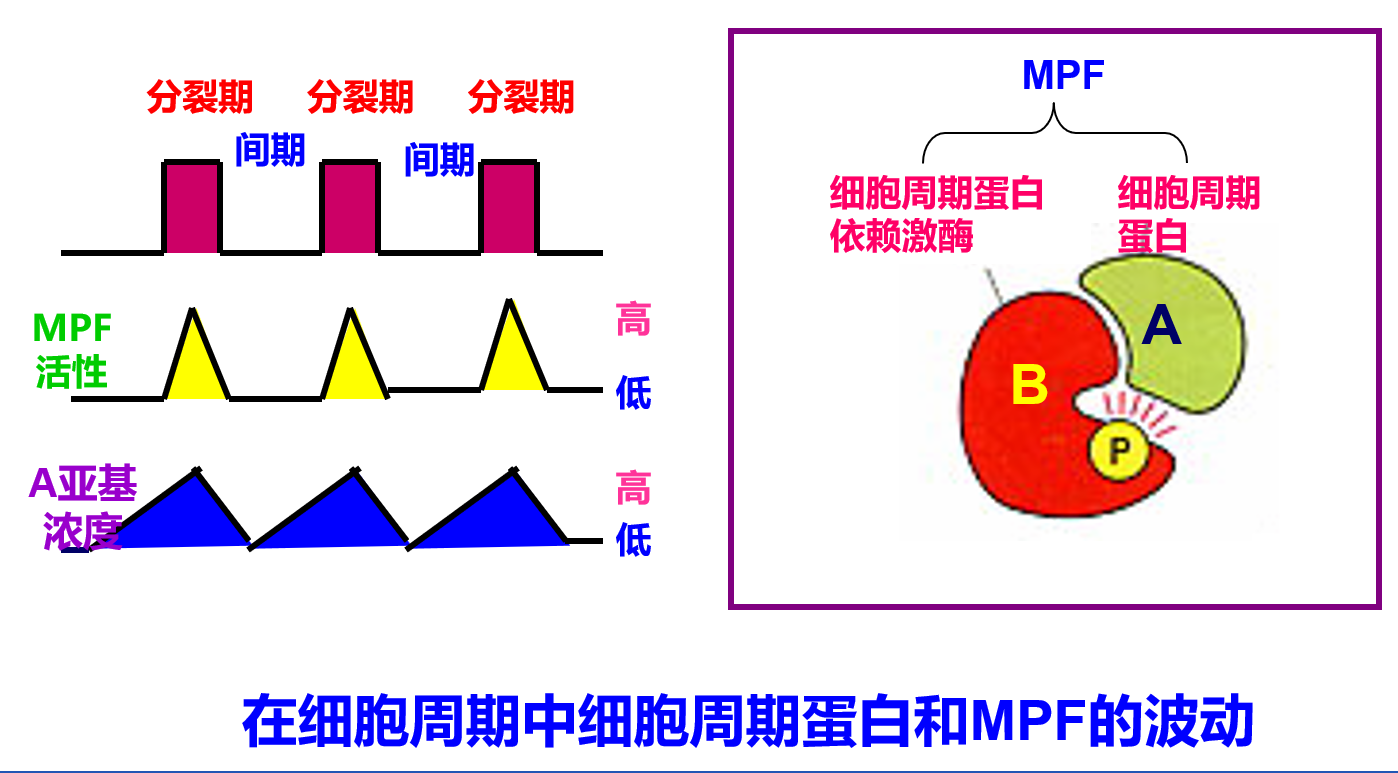 分裂期 分裂期 分裂期
间期 间期
MPF
活性
高
低
A亚基
浓度
高
低
MPF
细胞周期蛋白
依赖激酶
细胞周期
蛋白
A
B
P
在细胞周期中细胞周期蛋白和MPF的波动